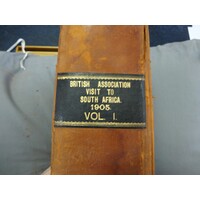 BRITISH ASSOCIATION
VISIT TO
SOUTH AFRICA.
1905.
VOL. I.